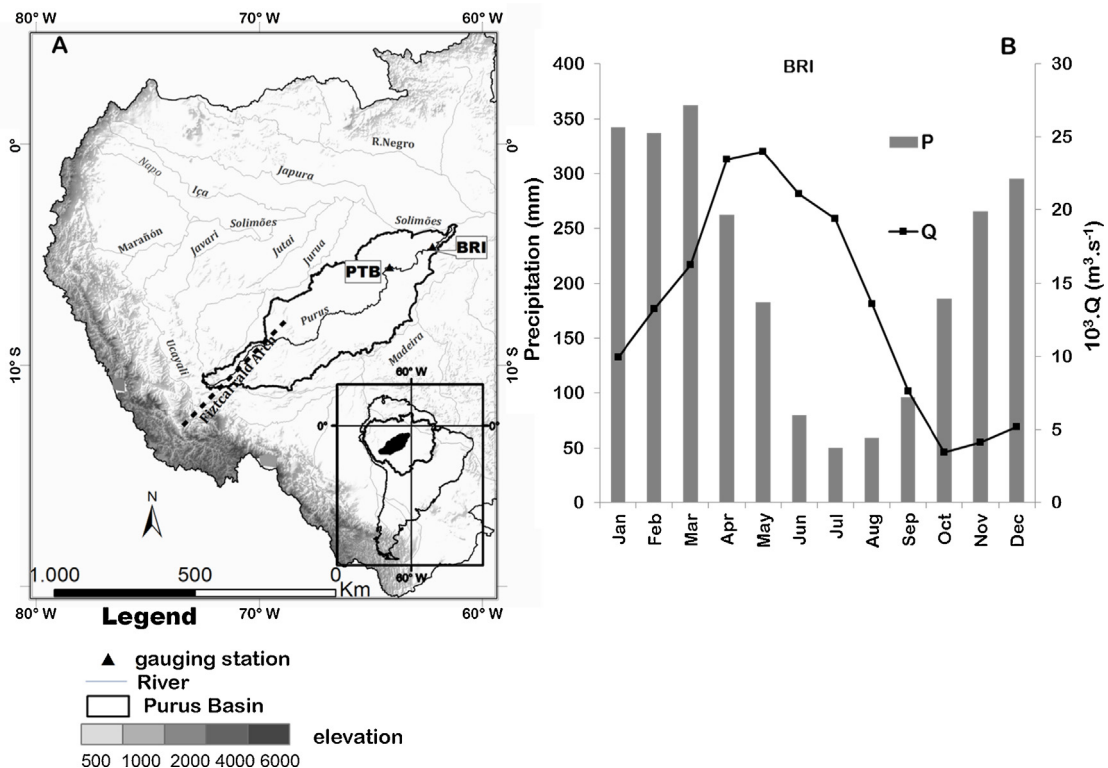 80° W
70° W
60° W
A
0°
10° S
0°
10° S
R.Negro
Napo
Japura
Iça
Solimões
Solimões
Marañón
Javari
Jutai
Jurua
BRI
PTB
Purus
Ucayali
Madeira
Fiztcarrald Arch
60° W
0°
0°
60° W
N
1.000
500
0
Km
80° W
70° W
60° W
Legend
gauging station
River
Purus Basin
elevation
500 1000 2000 4000 6000
B
BRI
Precipitation (mm)
400
350
300
250
200
150
100
50
0
30
25
20
15
10
5
0
10³.Q (m³.s⁻¹)
P
Q
Jan
Feb
Mar
Apr
May
Jun
Jul
Aug
Sep
Oct
Nov
Dec